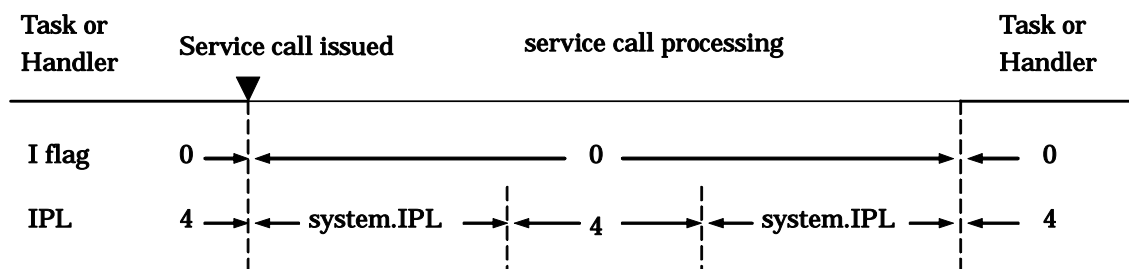 Task or
Handler
Service call issued
service call processing
Task or
Handler
I flag 0 0 0
IPL 4 system.IPL 4 system.IPL 4